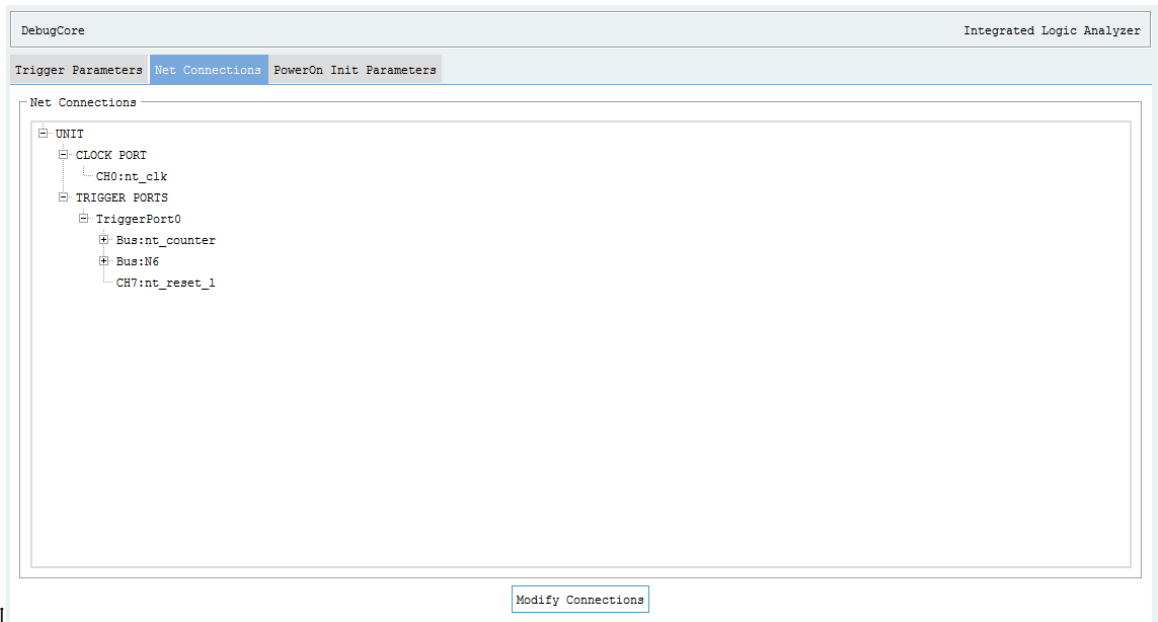 DebugCore Integrated Logic Analyzer
Trigger Parameters Net Connections PowerOn Init Parameters
Net Connections
UNIT
CLOCK PORT
CH0:nt_clk
TRIGGER PORTS
TriggerPort0
Bus:nt_counter
Bus:N6
CH7:nt_reset_l
Modify Connections